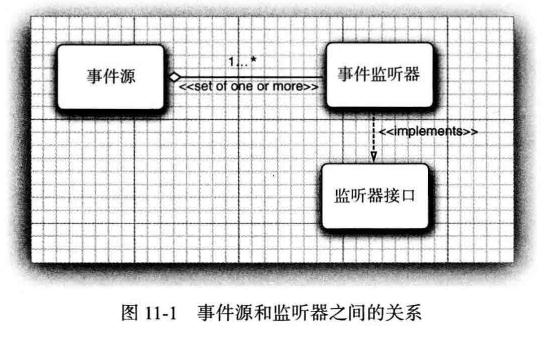 1...*
事件源
事件监听器
<<set of one or more>>
<<implements>>
监听器接口
图 11-1 事件源和监听器之间的关系